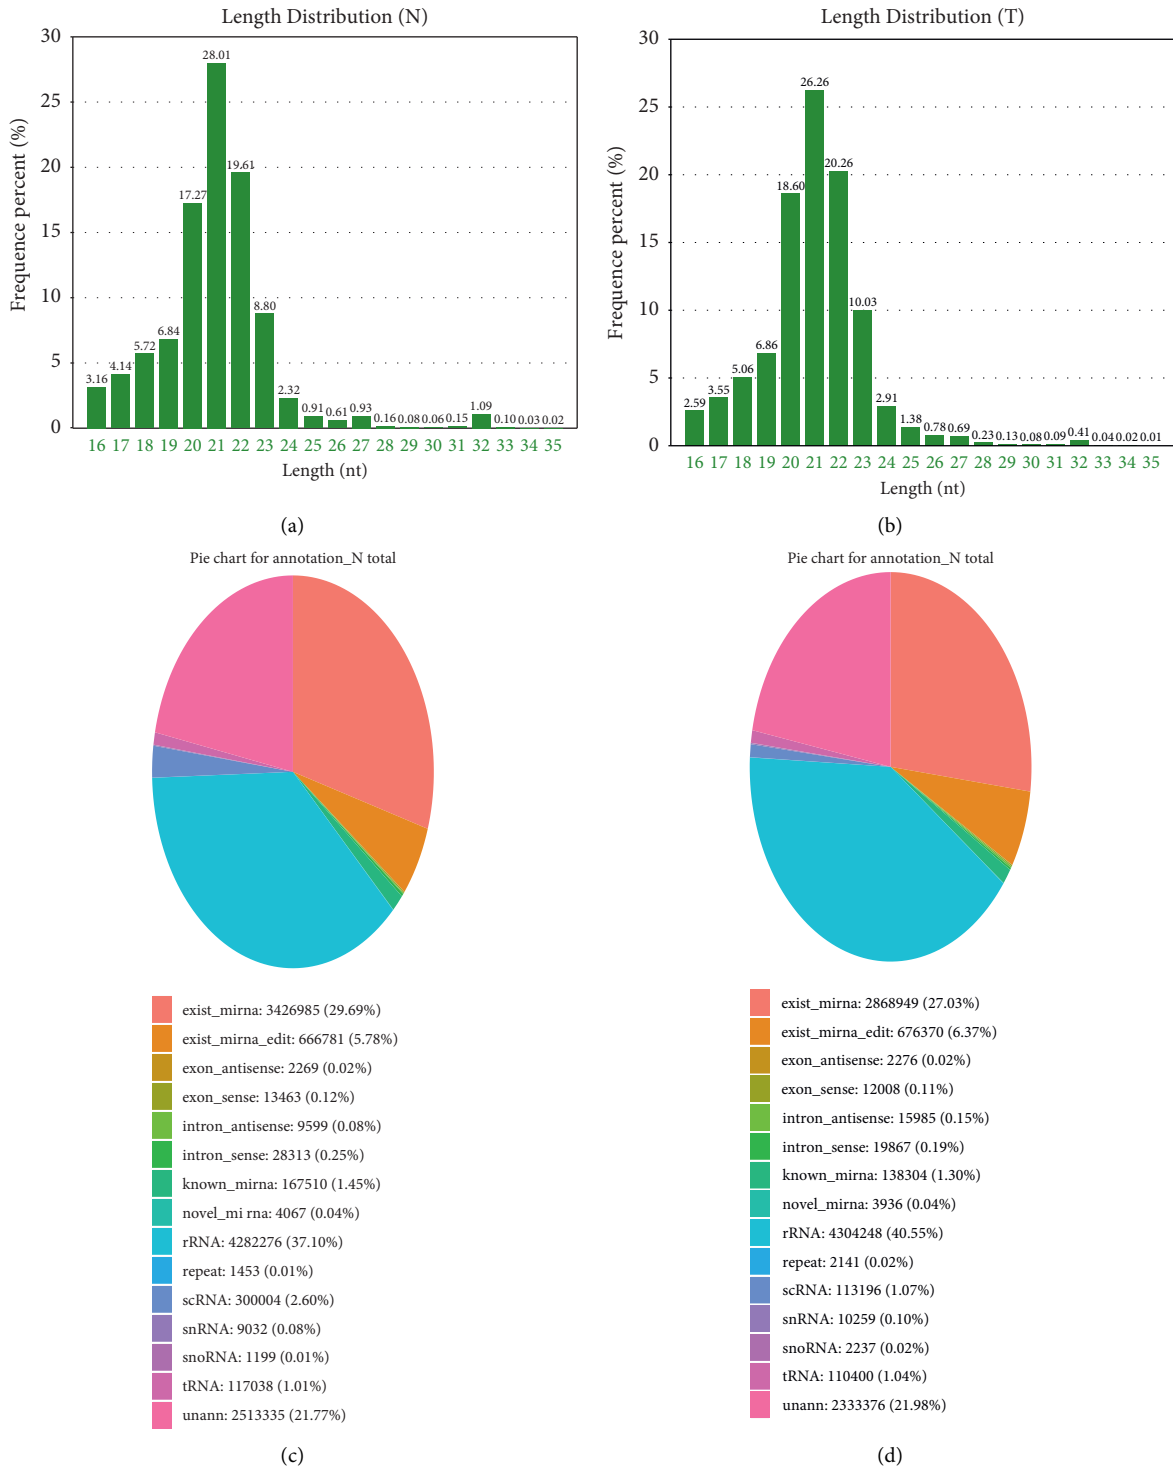 Length Distribution (N)
Frequence percent (%)
30
25
20
15
10
5
0
3.16
4.14
5.72
6.84
17.27
28.01
19.61
8.80
2.32
0.91
0.61
0.93
0.16
0.08
0.06
0.15
1.09
0.10
0.03
0.02
16 17 18 19 20 21 22 23 24 25 26 27 28 29 30 31 32 33 34 35
Length (nt)
(a)
Length Distribution (T)
Frequence percent (%)
30
25
20
15
10
5
0
2.59
3.55
5.06
6.86
18.60
26.26
20.26
10.03
2.91
1.38
0.78
0.69
0.23
0.13
0.08
0.09
0.41
0.04
0.02
0.01
16 17 18 19 20 21 22 23 24 25 26 27 28 29 30 31 32 33 34 35
Length (nt)
(b)
Pie chart for annotation_N total
exist_mirna: 3426985 (29.69%)
exist_mirna_edit: 666781 (5.78%)
exon_antisense: 2269 (0.02%)
exon_sense: 13463 (0.12%)
intron_antisense: 9599 (0.08%)
intron_sense: 28313 (0.25%)
known_mirna: 167510 (1.45%)
novel_mi rna: 4067 (0.04%)
rRNA: 4282276 (37.10%)
repeat: 1453 (0.01%)
scRNA: 300004 (2.60%)
snRNA: 9032 (0.08%)
snoRNA: 1199 (0.01%)
tRNA: 117038 (1.01%)
unann: 2513335 (21.77%)
(c)
Pie chart for annotation_N total
exist_mirna: 2868949 (27.03%)
exist_mirna_edit: 676370 (6.37%)
exon_antisense: 2276 (0.02%)
exon_sense: 12008 (0.11%)
intron_antisense: 15985 (0.15%)
intron_sense: 19867 (0.19%)
known_mirna: 138304 (1.30%)
novel_mirna: 3936 (0.04%)
rRNA: 4304248 (40.55%)
repeat: 2141 (0.02%)
scRNA: 113196 (1.07%)
snRNA: 10259 (0.10%)
snoRNA: 2237 (0.02%)
tRNA: 110400 (1.04%)
unann: 2333376 (21.98%)
(d)